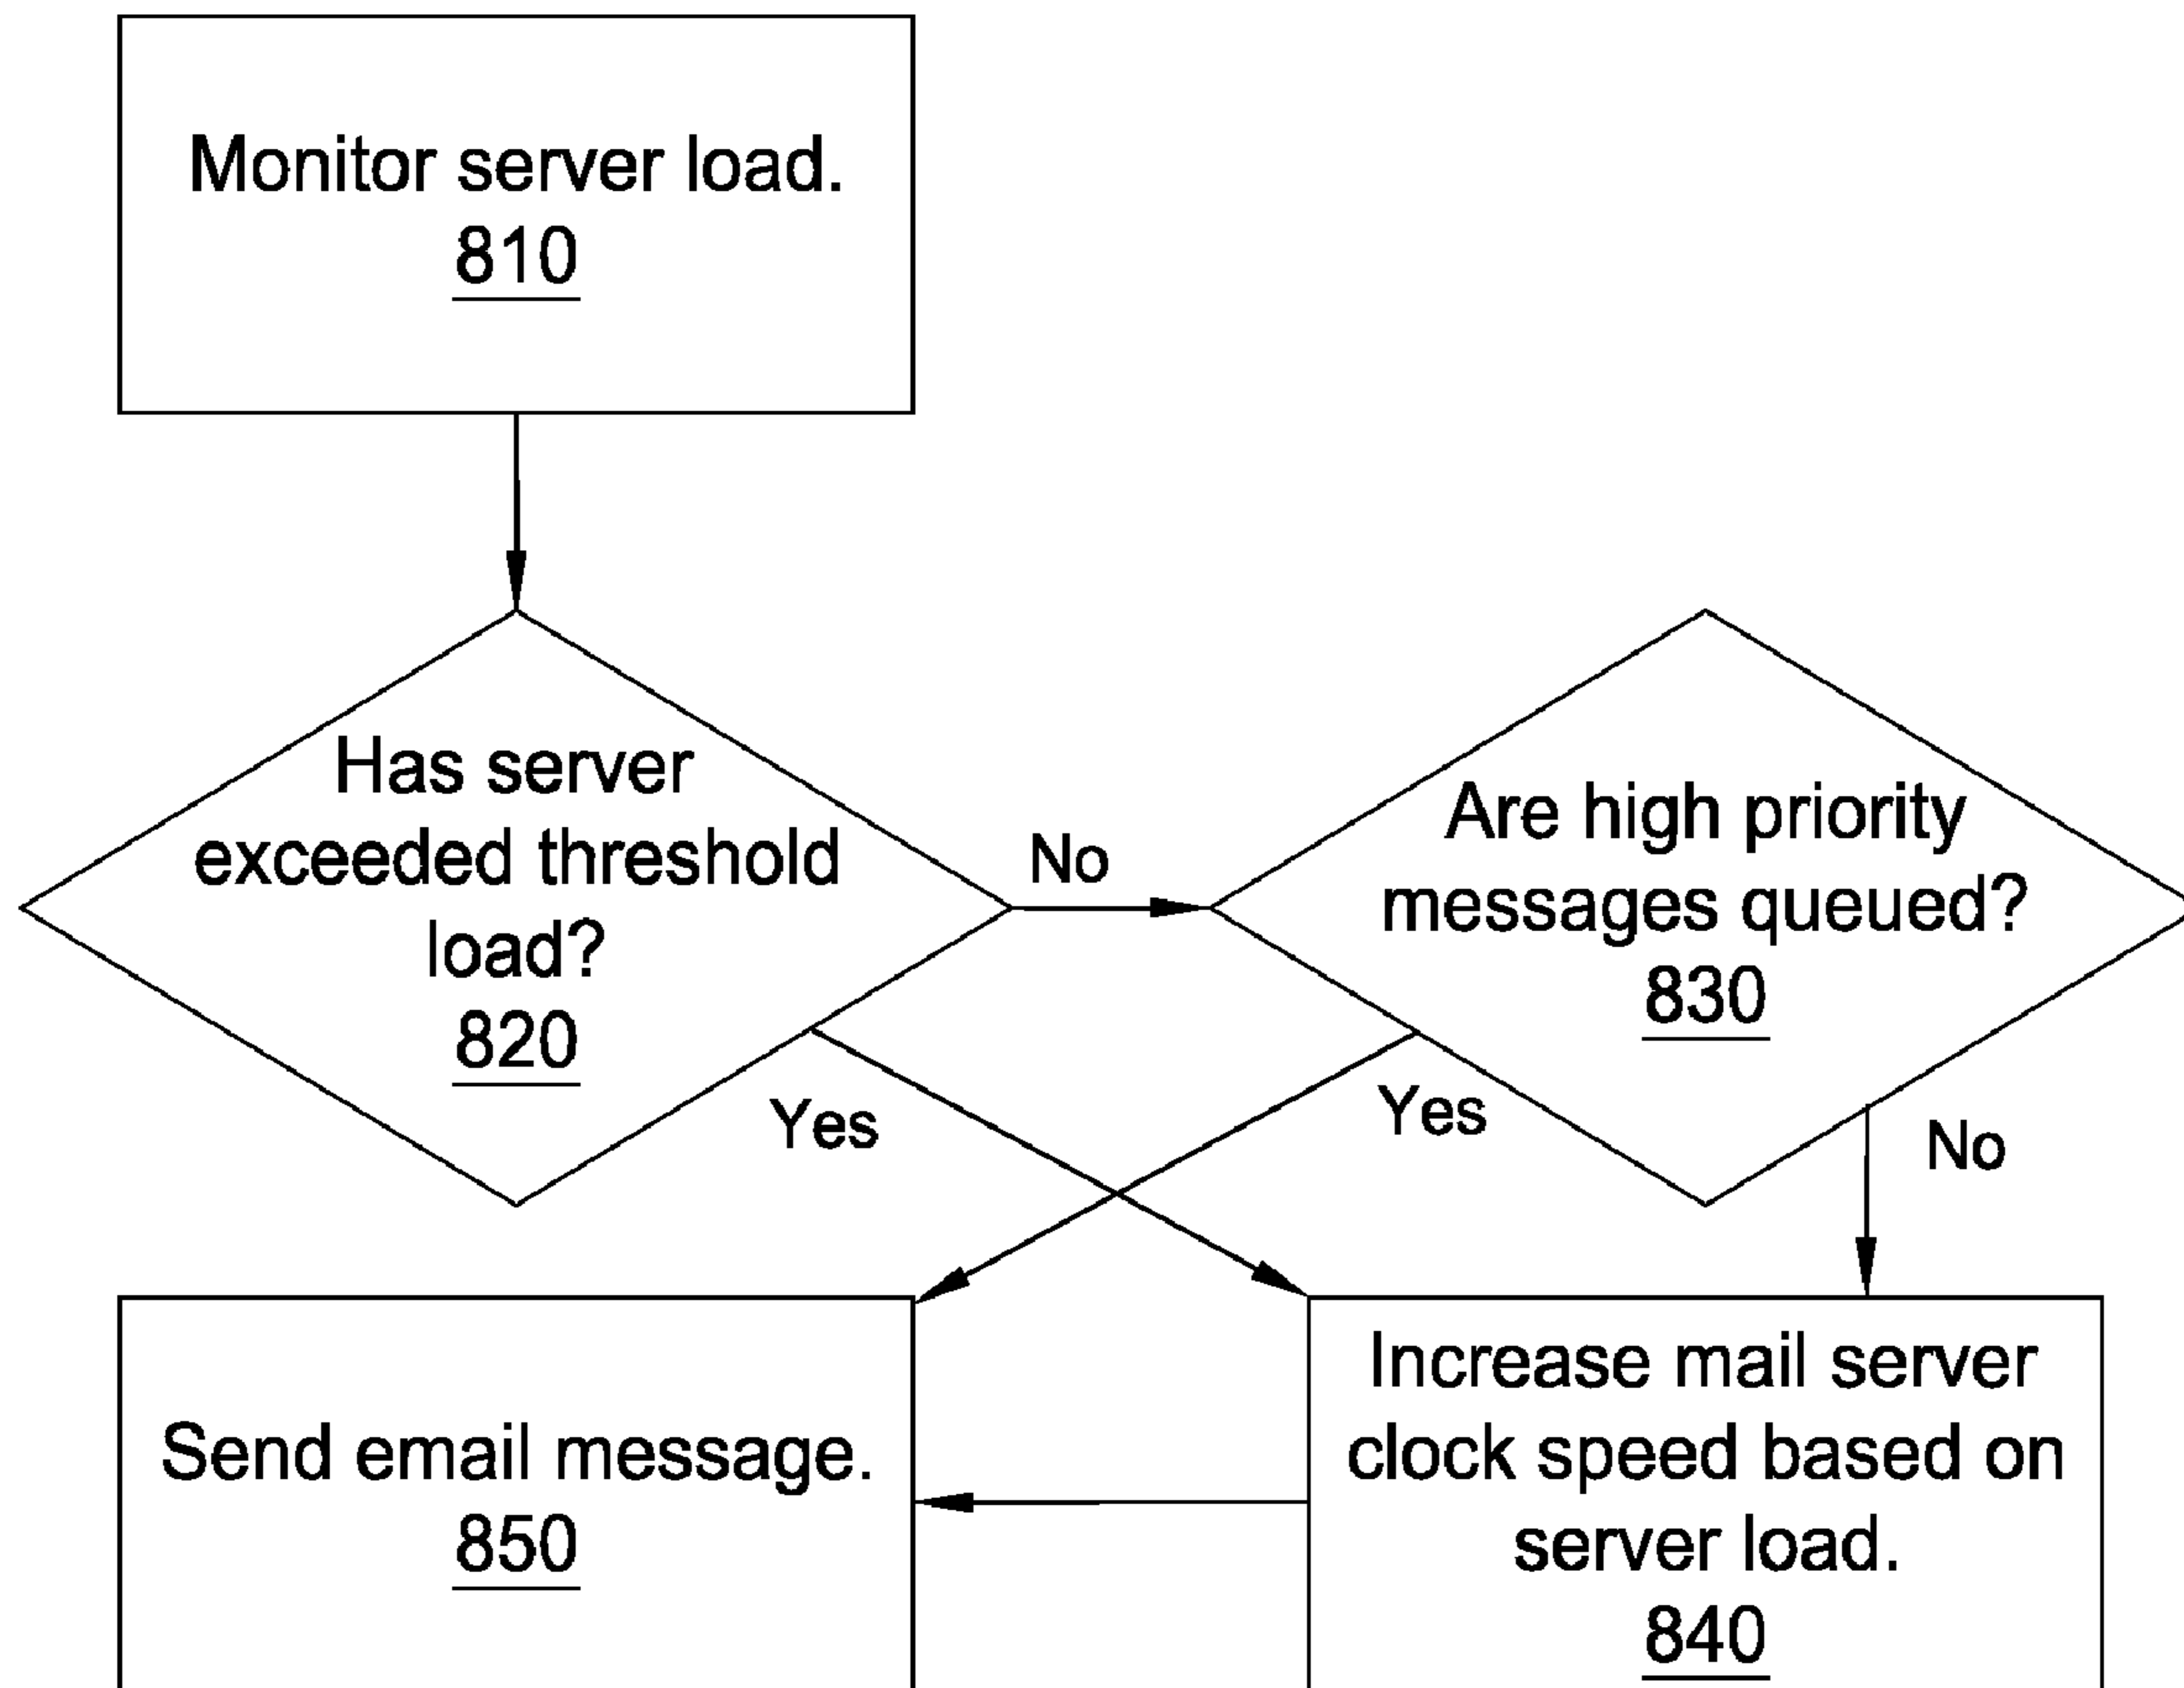 Monitor server load.
810
Has server
exceeded threshold
load?
820
No
Are high priority
messages queued?
830
Yes
Yes
No
Send email message.
850
Increase mail server
clock speed based on
server load.
840